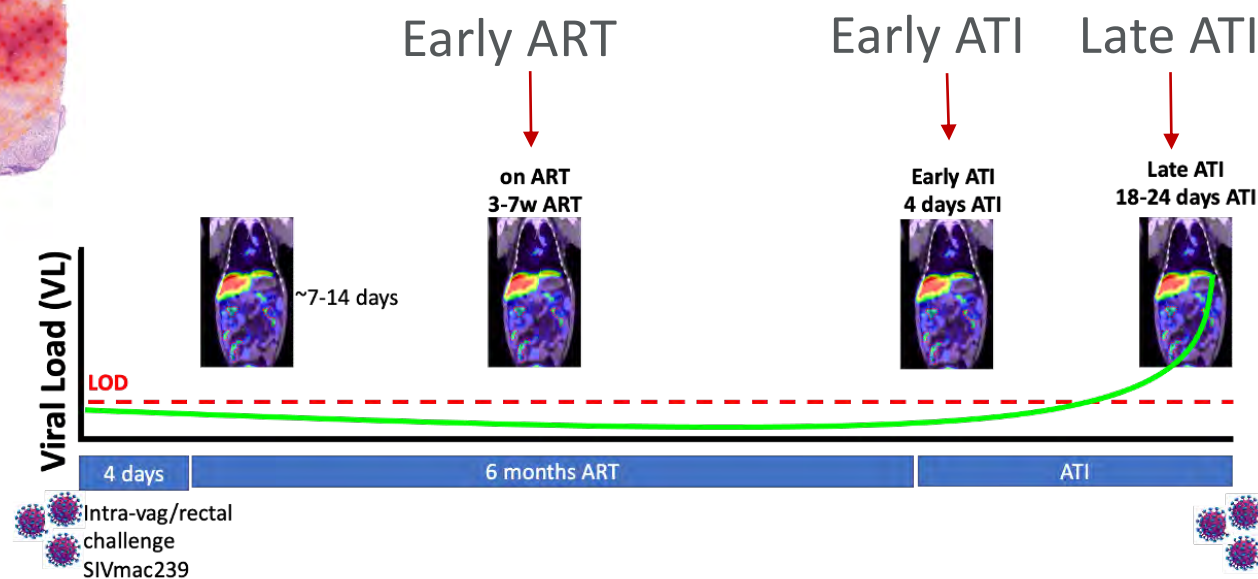 Early ART
Early ATI
Late ATI
on ART
3-7w ART
Early ATI
4 days ATI
Late ATI
18-24 days ATI
~7-14 days
Viral Load (VL)
LOD
4 days
6 months ART
ATI
Intra-vag/rectal
challenge
SIVmac239